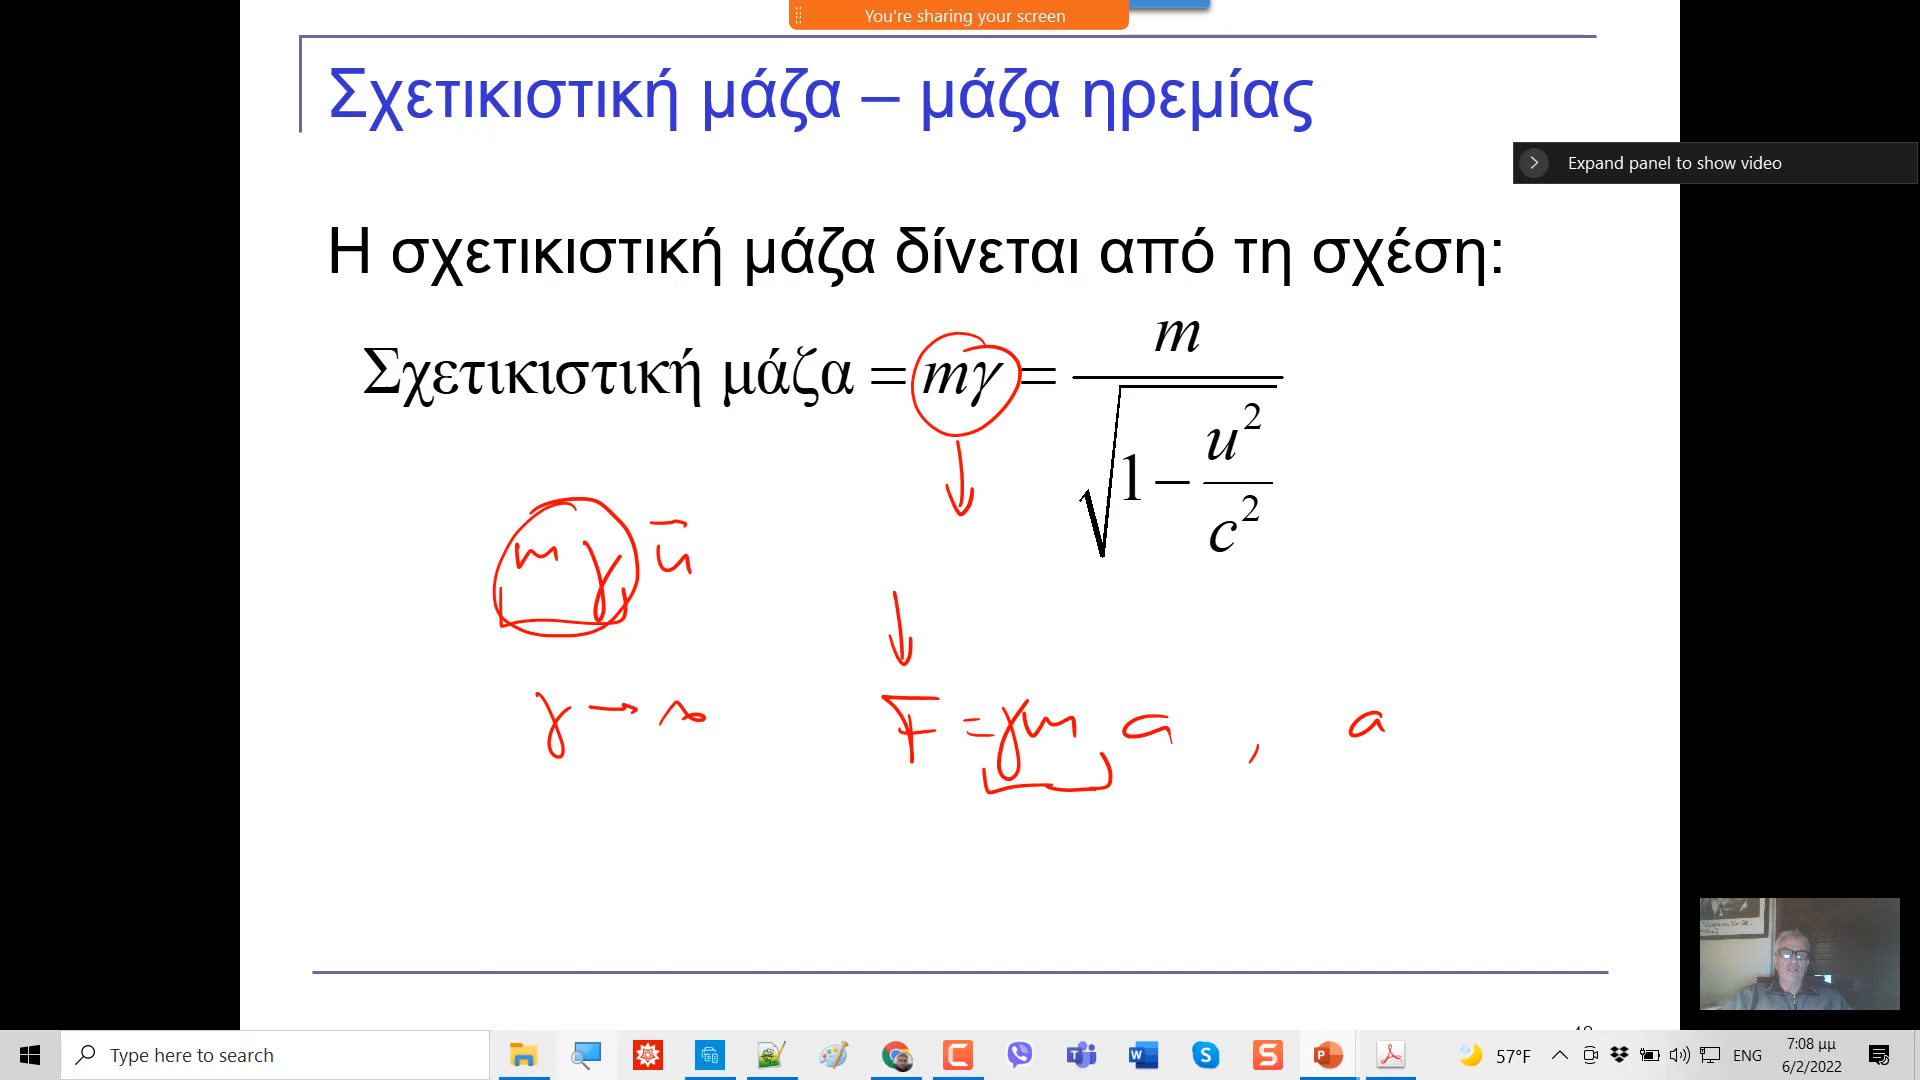 You're sharing your screen
Σχετικιστική μάζα – μάζα ηρεμίας
Expand panel to show video
Η σχετικιστική μάζα δίνεται από τη σχέση:
Σχετικιστική μάζα = mγ = m / √(1 − u² / c²)
m γ ū
γ → ∞
F = γm a , a
Type here to search
57°F
ENG
7:08 μμ
6/2/2022